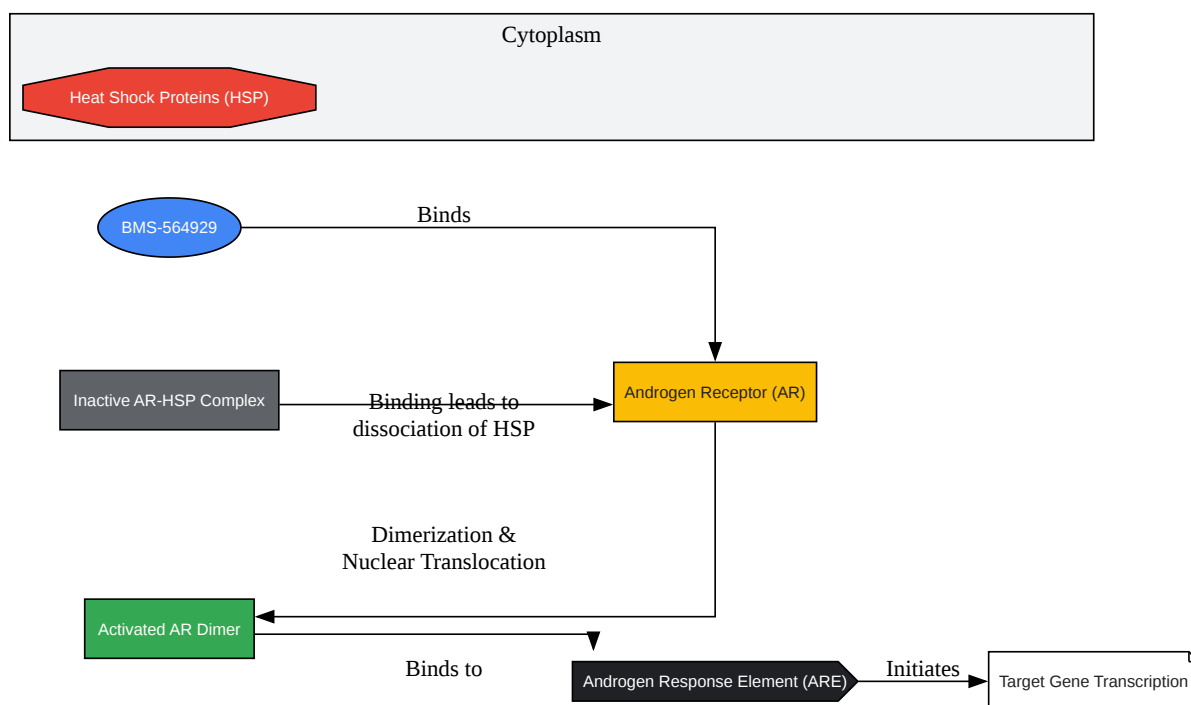 Cytoplasm
Heat Shock Proteins (HSP)
BMS-564929
Binds
Inactive AR-HSP Complex
Binding leads to
dissociation of HSP
Androgen Receptor (AR)
Dimerization &
Nuclear Translocation
Activated AR Dimer
Binds to
Androgen Response Element (ARE)
Initiates
Target Gene Transcription